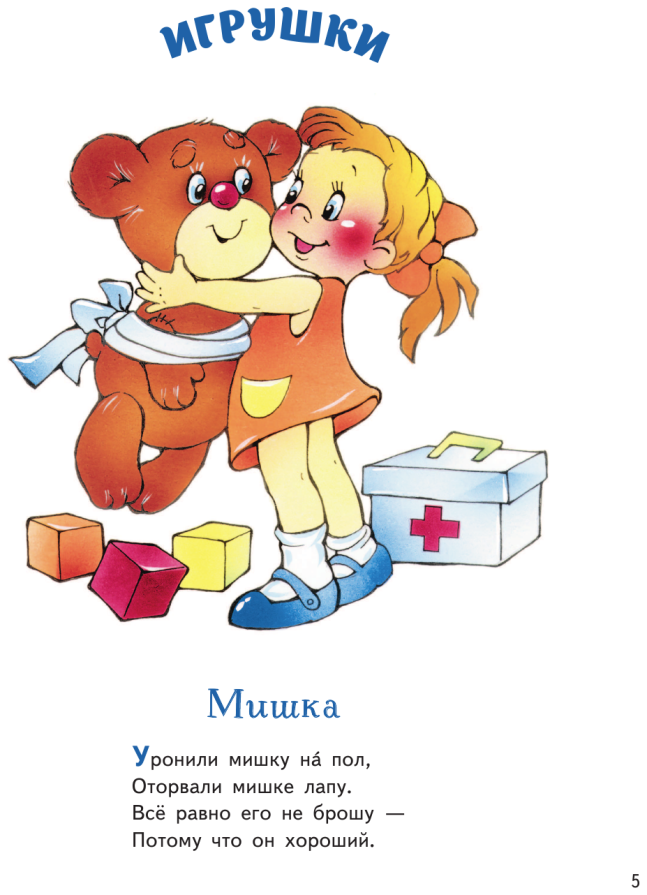 ИГРУШКИ
Мишка
Уронили мишку на́ пол,
Оторвали мишке лапу.
Всё равно его не брошу —
Потому что он хороший.
5